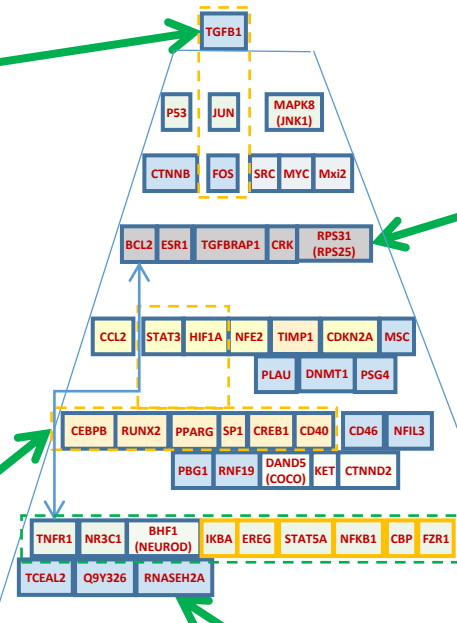 TGFB1
P53 JUN MAPK8
(JNK1)
CTNNB FOS SRC MYC Mxi2
BCL2 ESR1 TGFBRAP1 CRK RPS31
(RPS25)
CCL2 STAT3 HIF1A NFE2 TIMP1 CDKN2A MSC
PLAU DNMT1 PSG4
CEBPB RUNX2 PPARG SP1 CREB1 CD40 CD46 NFIL3
PBG1 RNF19 DAND5
(COCO) KET CTNND2
TNFR1 NR3C1 BHF1
(NEUROD) IKBA EREG STAT5A NFKB1 CBP FZR1
TCEAL2 Q9Y326 RNASEH2A